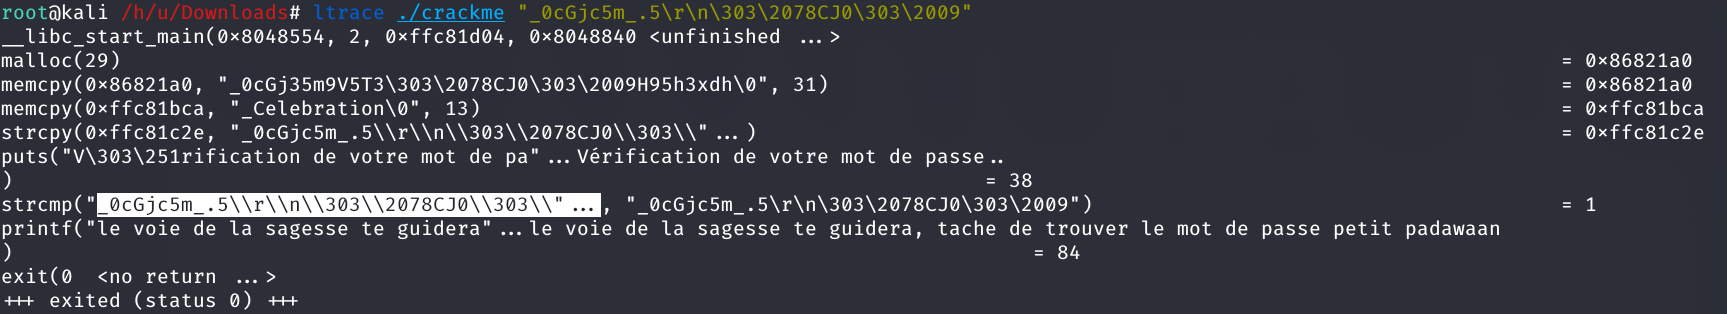 root@kali /h/u/Downloads# ltrace ./crackme "_0cGjc5m_.5\r\n\303\2078CJ0\303\2009"
__libc_start_main(0×8048554, 2, 0×ffc81d04, 0×8048840 <unfinished ...>
malloc(29) = 0×86821a0
memcpy(0×86821a0, "_0cGj35m9V5T3\303\2078CJ0\303\2009H95h3xdh\0", 31) = 0×86821a0
memcpy(0×ffc81bca, "_Celebration\0", 13) = 0×ffc81bca
strcpy(0×ffc81c2e, "_0cGjc5m_.5\\r\\n\\303\\2078CJ0\\303\\"...) = 0×ffc81c2e
puts("V\303\251rification de votre mot de pa"...Vérification de votre mot de passe..
) = 38
strcmp("_0cGjc5m_.5\\r\\n\\303\\2078CJ0\\303\\"..., "_0cGjc5m_.5\r\n\303\2078CJ0\303\2009") = 1
printf("le voie de la sagesse te guidera"...le voie de la sagesse te guidera, tache de trouver le mot de passe petit padawaan
) = 84
exit(0 <no return ...>
+++ exited (status 0) +++